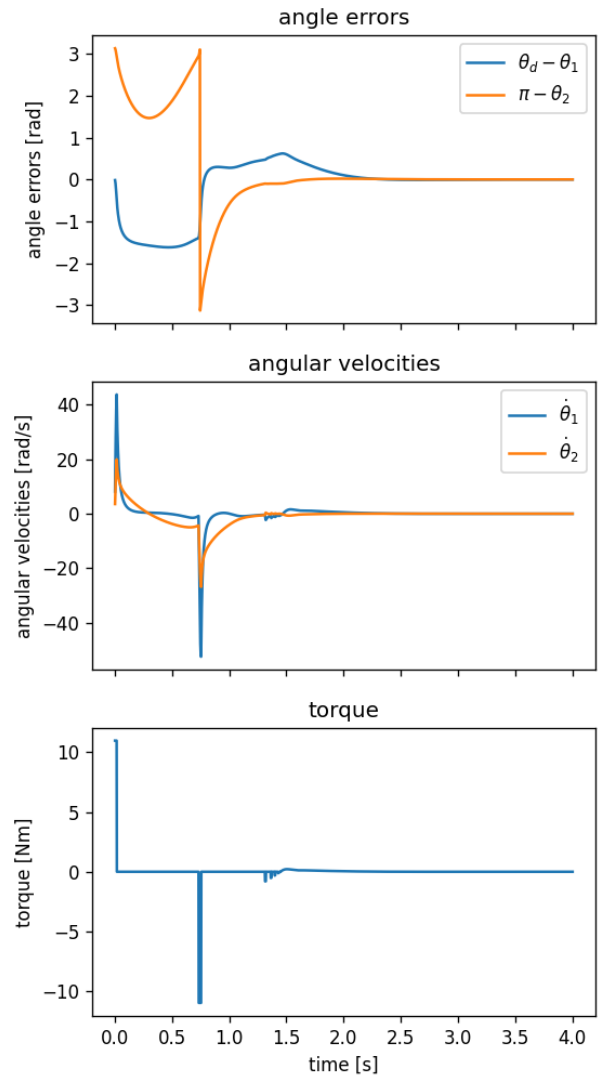 angle errors
angle errors [rad]
3
2
1
0
−1
−2
−3
θd − θ1
π − θ2
angular velocities
angular velocities [rad/s]
40
20
0
−20
−40
θ̇1
θ̇2
torque
torque [Nm]
10
5
0
−5
−10
0.0 0.5 1.0 1.5 2.0 2.5 3.0 3.5 4.0
time [s]